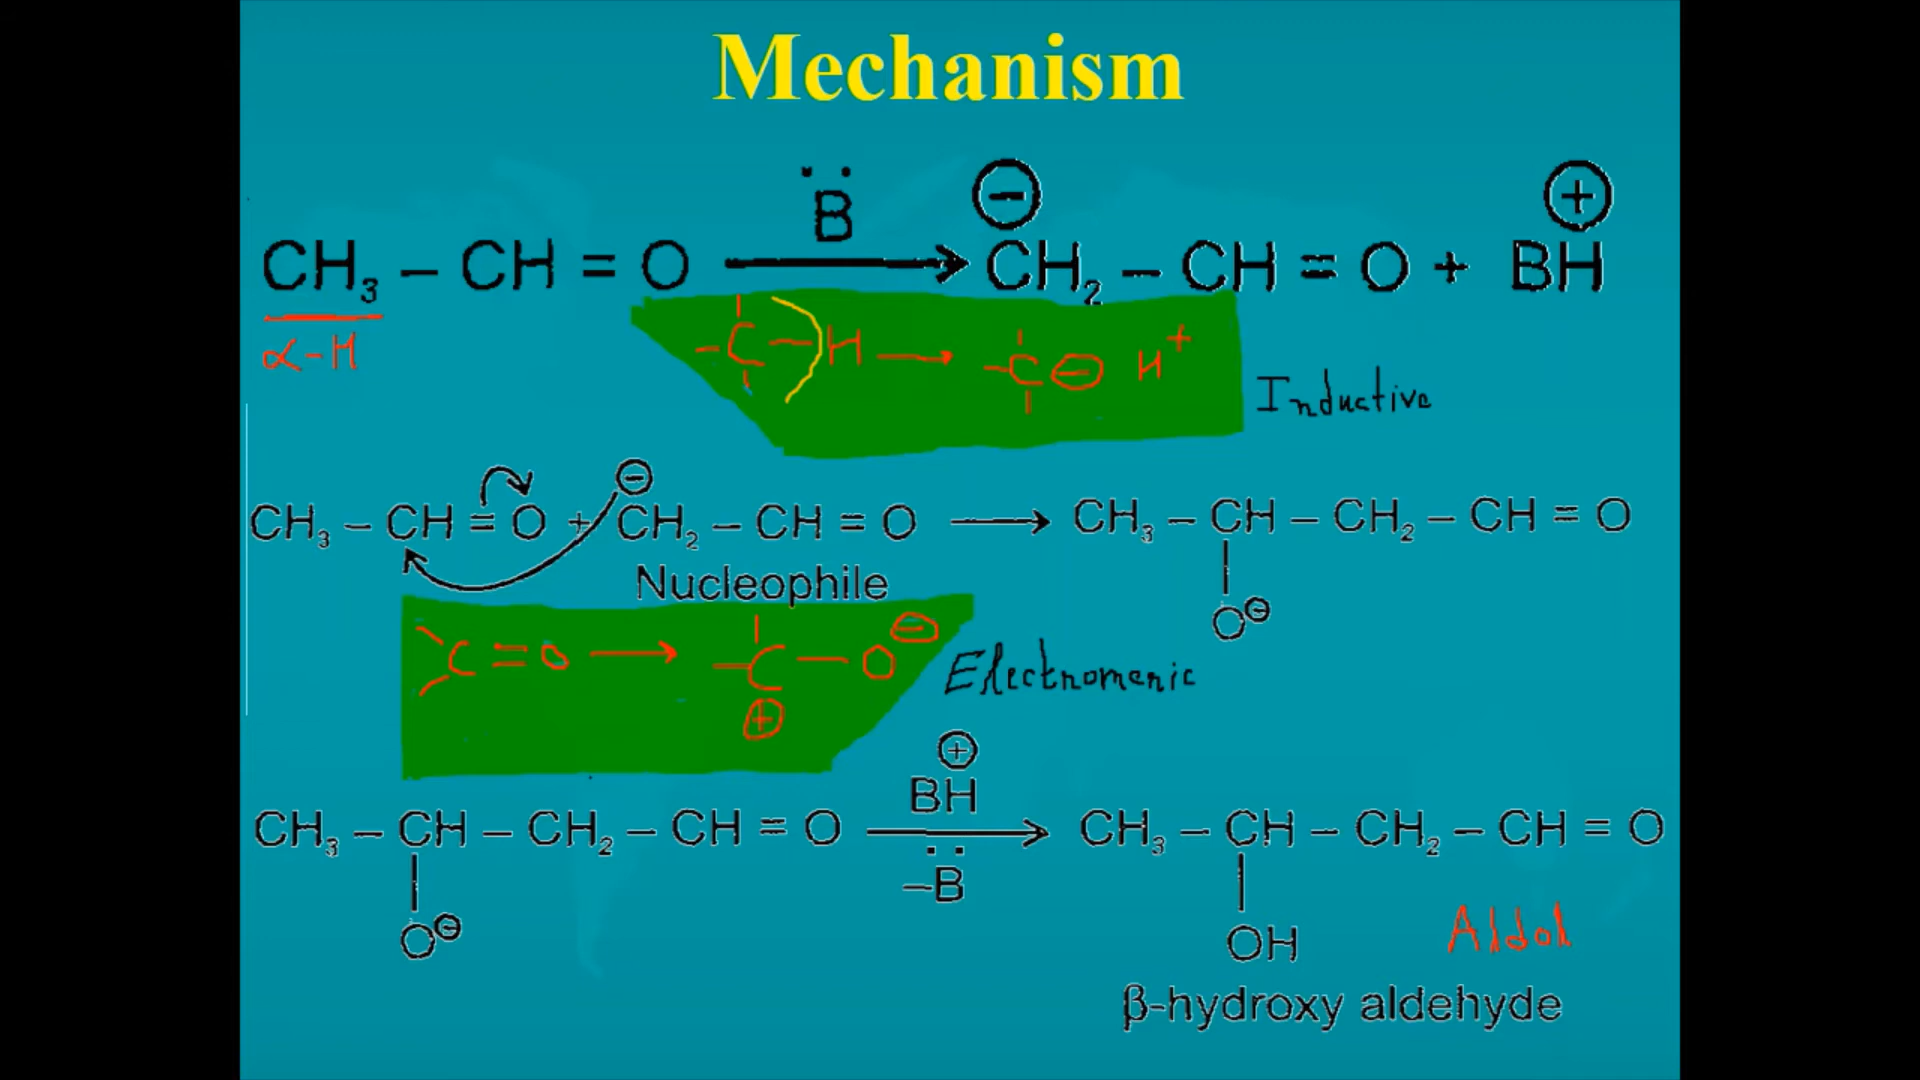 Mechanism
B̈
⊖ ⊕
CH₃ – CH = O ⟶ CH₂ – CH = O + BH
α-H
-C-H → -C⊖ H⁺
Inductive
⊖
CH₃ – CH = O + CH₂ – CH = O ⟶ CH₃ – CH – CH₂ – CH = O
Nucleophile
O⊖
C=O → -C-O⊖
⊕
Electnomenic
⊕
BH
CH₃ – CH – CH₂ – CH = O ⟶ CH₃ – CH – CH₂ – CH = O
–B̈
O⊖ OH
Aldol
β-hydroxy aldehyde